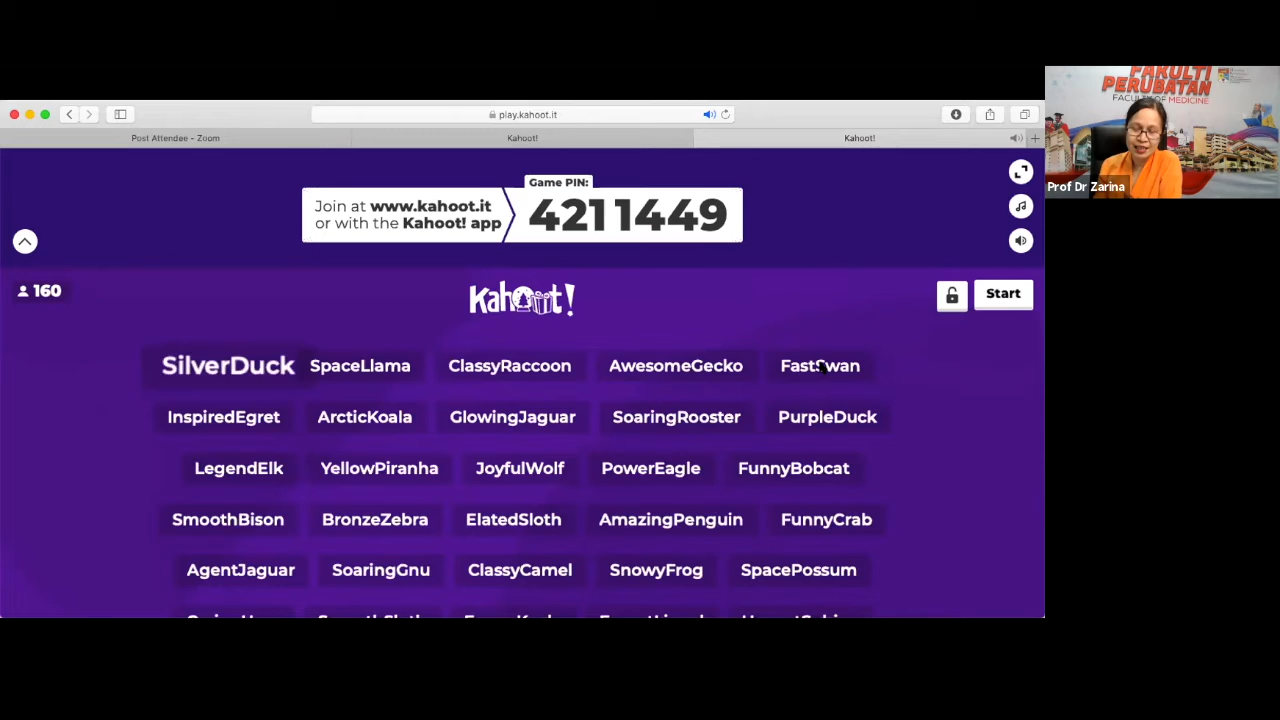 FAKULTI
PERUBATAN
FACULTY OF MEDICINE
Prof Dr Zarina
play.kahoot.it
Post Attendee - Zoom
Kahoot!
Kahoot!
Game PIN:
Join at www.kahoot.it
or with the Kahoot! app
4211449
160
Kahoot!
Start
SilverDuck SpaceLlama ClassyRaccoon AwesomeGecko FastSwan
InspiredEgret ArcticKoala GlowingJaguar SoaringRooster PurpleDuck
LegendElk YellowPiranha JoyfulWolf PowerEagle FunnyBobcat
SmoothBison BronzeZebra ElatedSloth AmazingPenguin FunnyCrab
AgentJaguar SoaringGnu ClassyCamel SnowyFrog SpacePossum